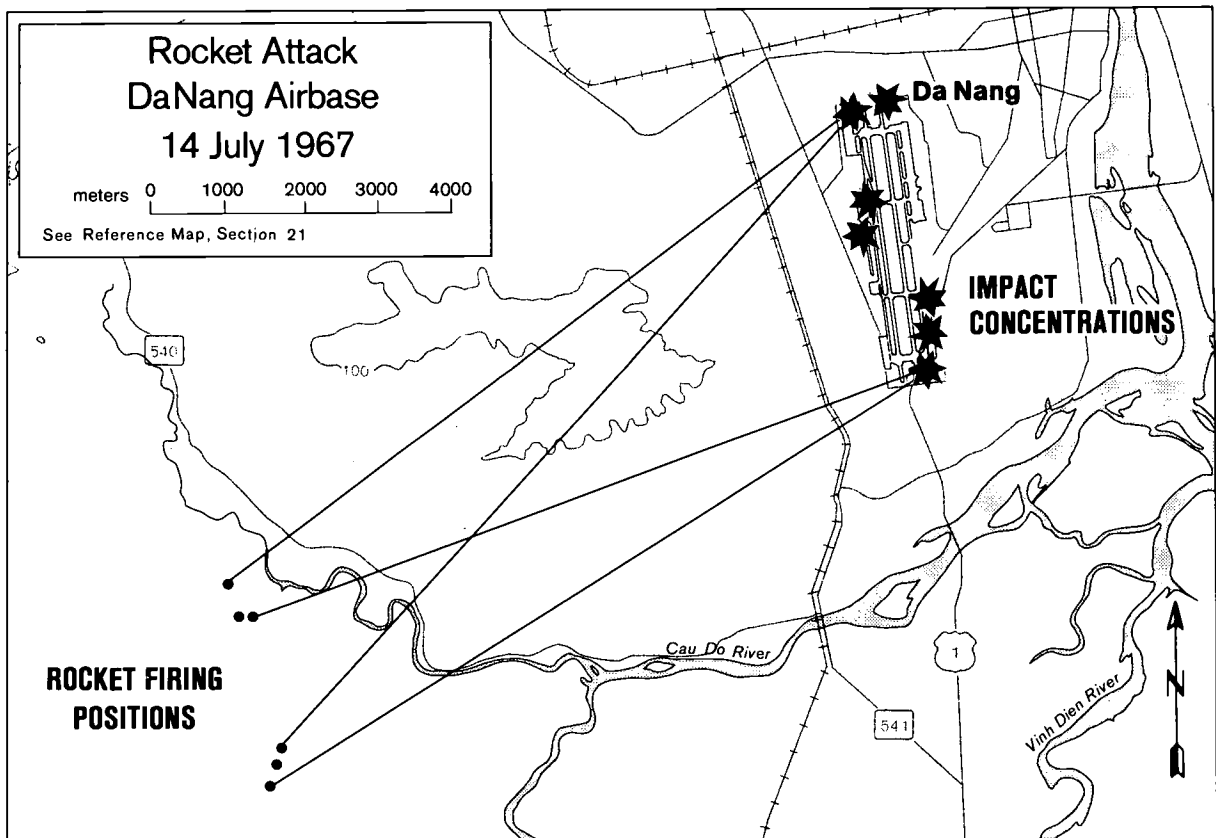 Rocket Attack
DaNang Airbase
14 July 1967
meters 0 1000 2000 3000 4000
See Reference Map, Section 21
Da Nang
IMPACT
CONCENTRATIONS
540
100
Cau Do River
1
ROCKET FIRING
POSITIONS
541
Vinh Dien River
N